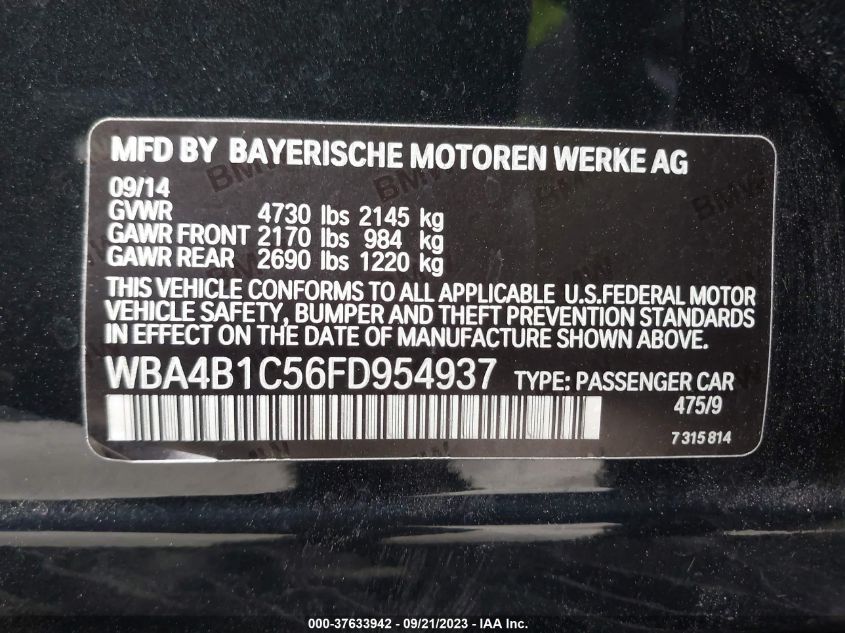 MFD BY BAYERISCHE MOTOREN WERKE AG
09/14
GVWR 4730 lbs 2145 kg
GAWR FRONT 2170 lbs 984 kg
GAWR REAR 2690 lbs 1220 kg
THIS VEHICLE CONFORMS TO ALL APPLICABLE U.S.FEDERAL MOTOR
VEHICLE SAFETY, BUMPER AND THEFT PREVENTION STANDARDS
IN EFFECT ON THE DATE OF MANUFACTURE SHOWN ABOVE.
WBA4B1C56FD954937 TYPE: PASSENGER CAR
475/9
7 315 814
000-37633942 - 09/21/2023 - IAA Inc.